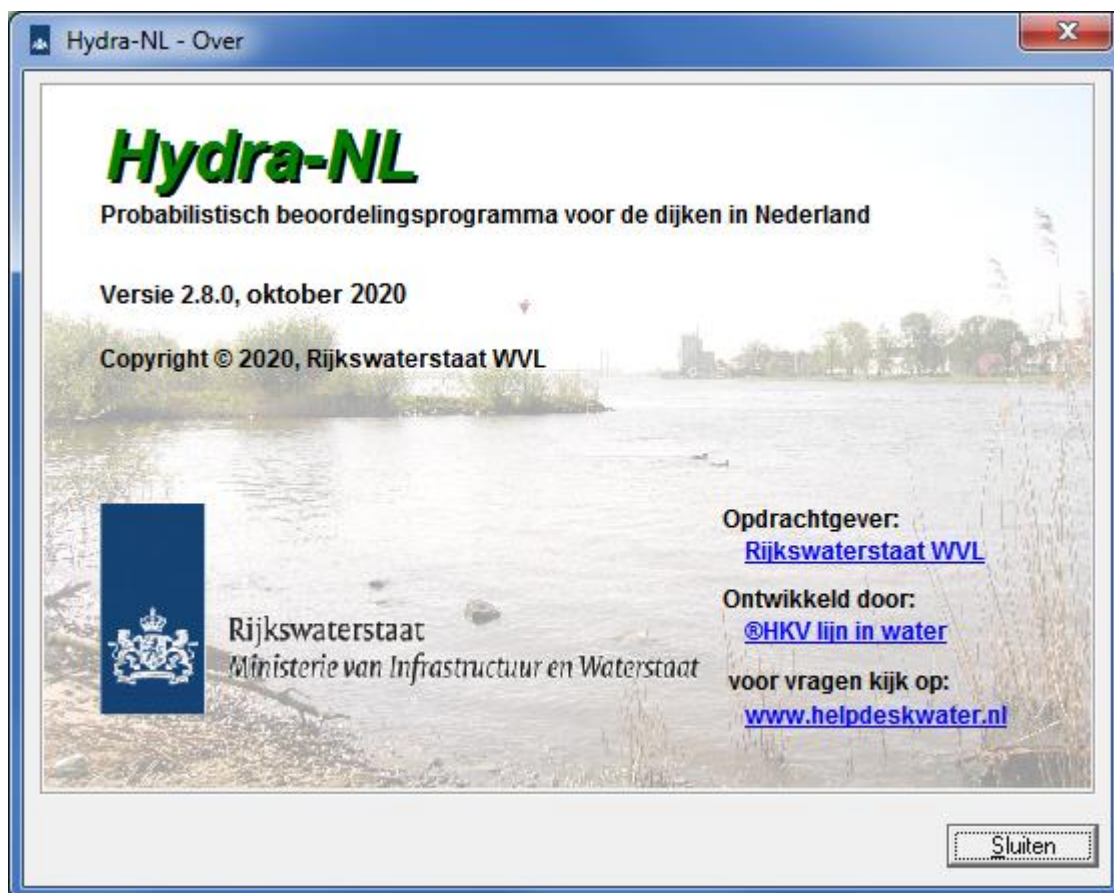 Hydra-NL - Over
Hydra-NL
Probabilistisch beoordelingsprogramma voor de dijken in Nederland
Versie 2.8.0, oktober 2020
Copyright © 2020, Rijkswaterstaat WVL
Opdrachtgever:
Rijkswaterstaat WVL
Ontwikkeld door:
®HKV lijn in water
voor vragen kijk op:
www.helpdeskwater.nl
Rijkswaterstaat
Ministerie van Infrastructuur en Waterstaat
Sluiten